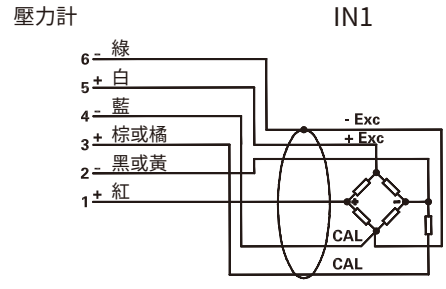 壓力計 IN1
6 - 綠
5 + 白
4 - 藍
3 + 棕或橘
2 - 黑或黃
1 + 紅
- Exc
+ Exc
+ -
CAL
CAL